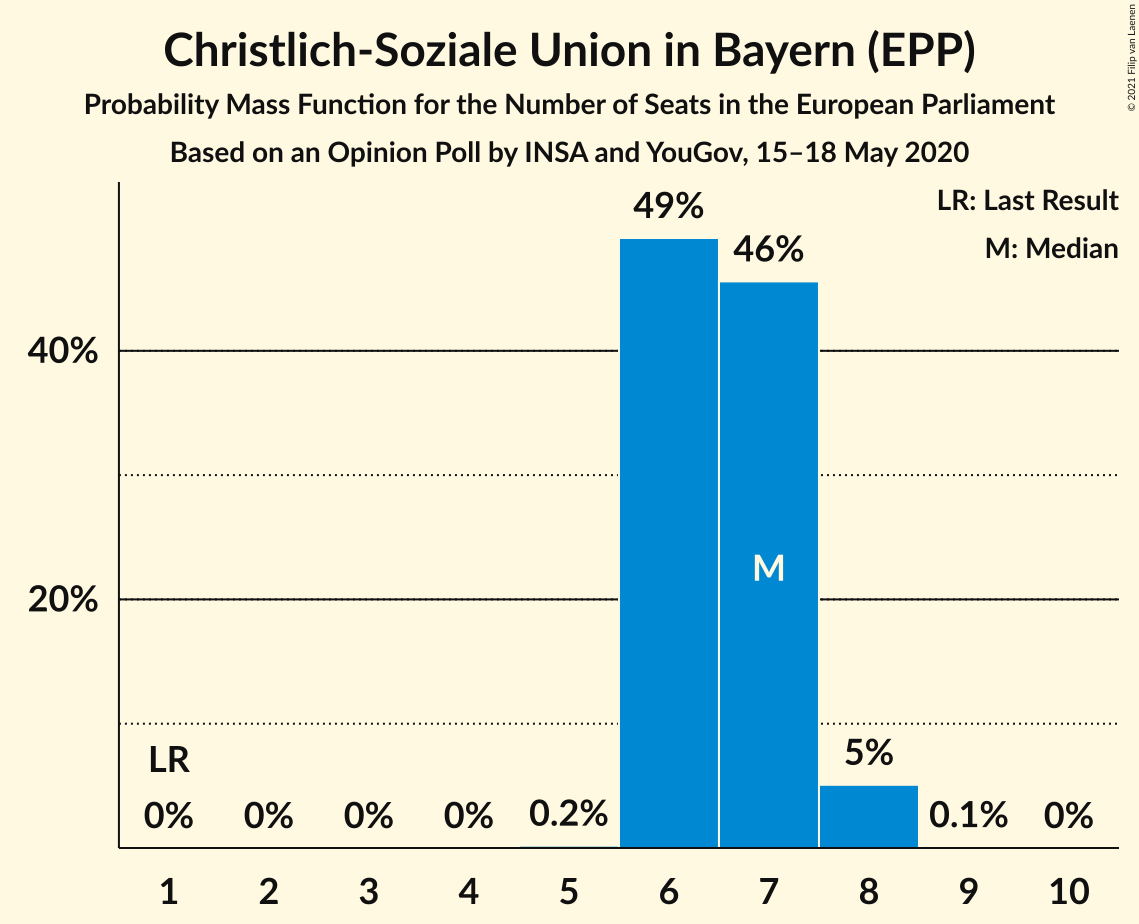 Christlich-Soziale Union in Bayern (EPP)
Probability Mass Function for the Number of Seats in the European Parliament
Based on an Opinion Poll by INSA and YouGov, 15–18 May 2020
© 2021 Filip van Laenen
LR: Last Result
M: Median
49%
46%
40%
M
20%
LR
5%
0% 0% 0% 0% 0.2% 0.1% 0%
1 2 3 4 5 6 7 8 9 10